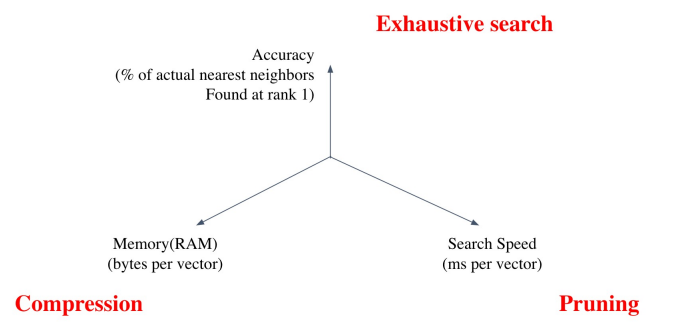 Exhaustive search
Accuracy
(% of actual nearest neighbors
Found at rank 1)
Memory(RAM)
(bytes per vector)
Search Speed
(ms per vector)
Compression
Pruning